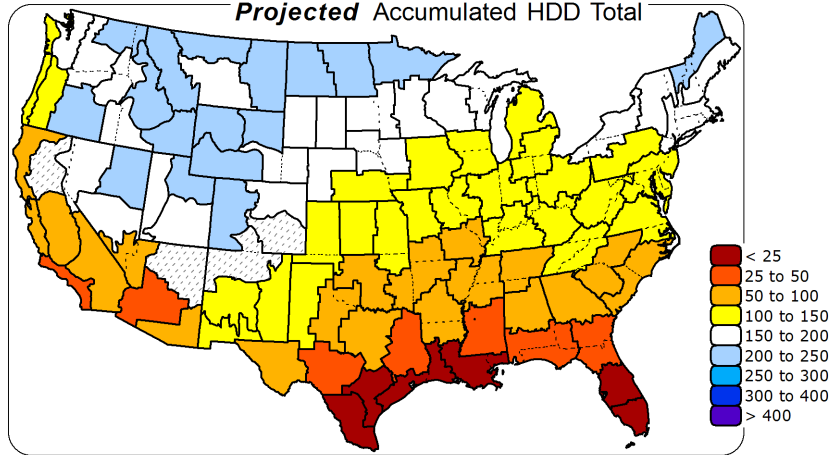 Projected Accumulated HDD Total
< 25
25 to 50
50 to 100
100 to 150
150 to 200
200 to 250
250 to 300
300 to 400
> 400